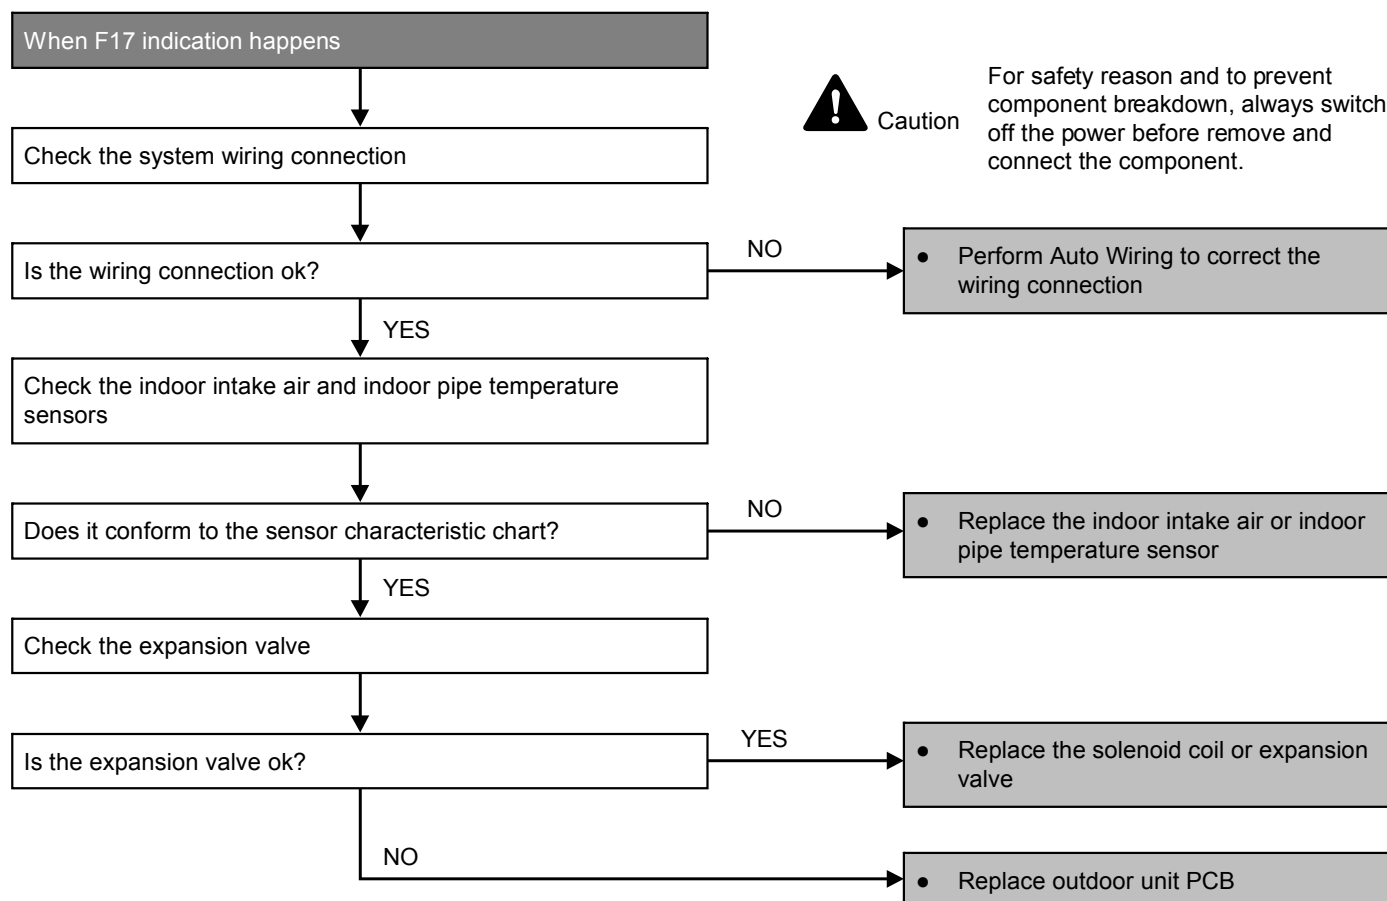 When F17 indication happens
Caution
For safety reason and to prevent
component breakdown, always switch
off the power before remove and
connect the component.
Check the system wiring connection
Is the wiring connection ok?
NO
● Perform Auto Wiring to correct the
wiring connection
YES
Check the indoor intake air and indoor pipe temperature
sensors
Does it conform to the sensor characteristic chart?
NO
● Replace the indoor intake air or indoor
pipe temperature sensor
YES
Check the expansion valve
Is the expansion valve ok?
YES
● Replace the solenoid coil or expansion
valve
NO
● Replace outdoor unit PCB